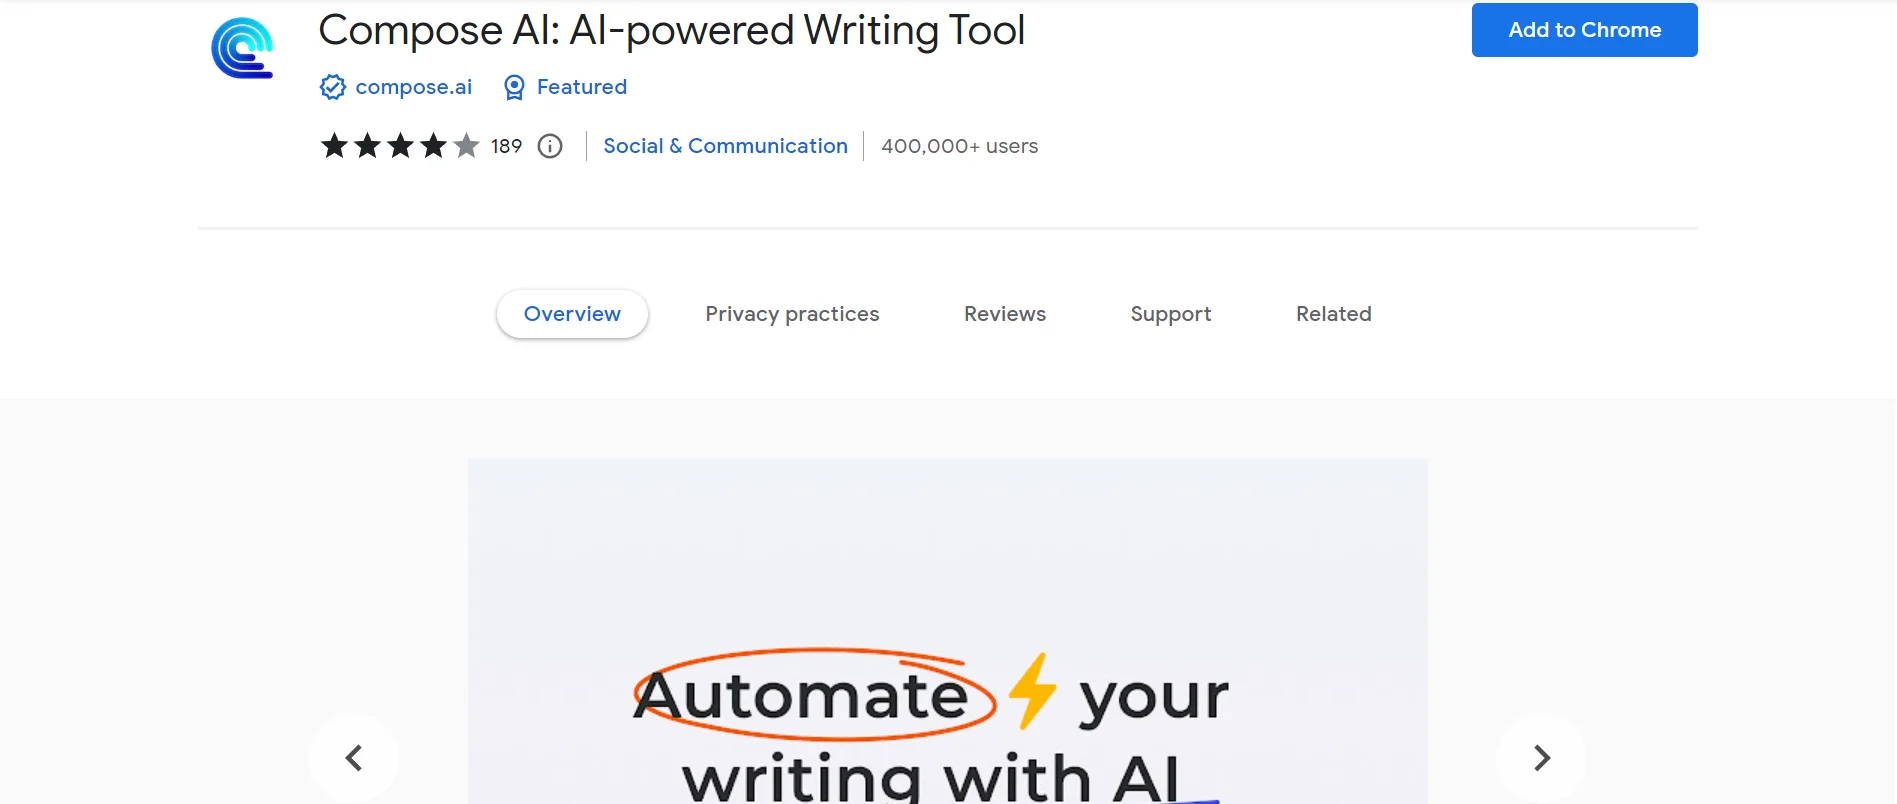 Compose AI: AI-powered Writing Tool
Add to Chrome
compose.ai Featured
189 Social & Communication 400,000+ users
Overview Privacy practices Reviews Support Related
Automate your
writing with AI